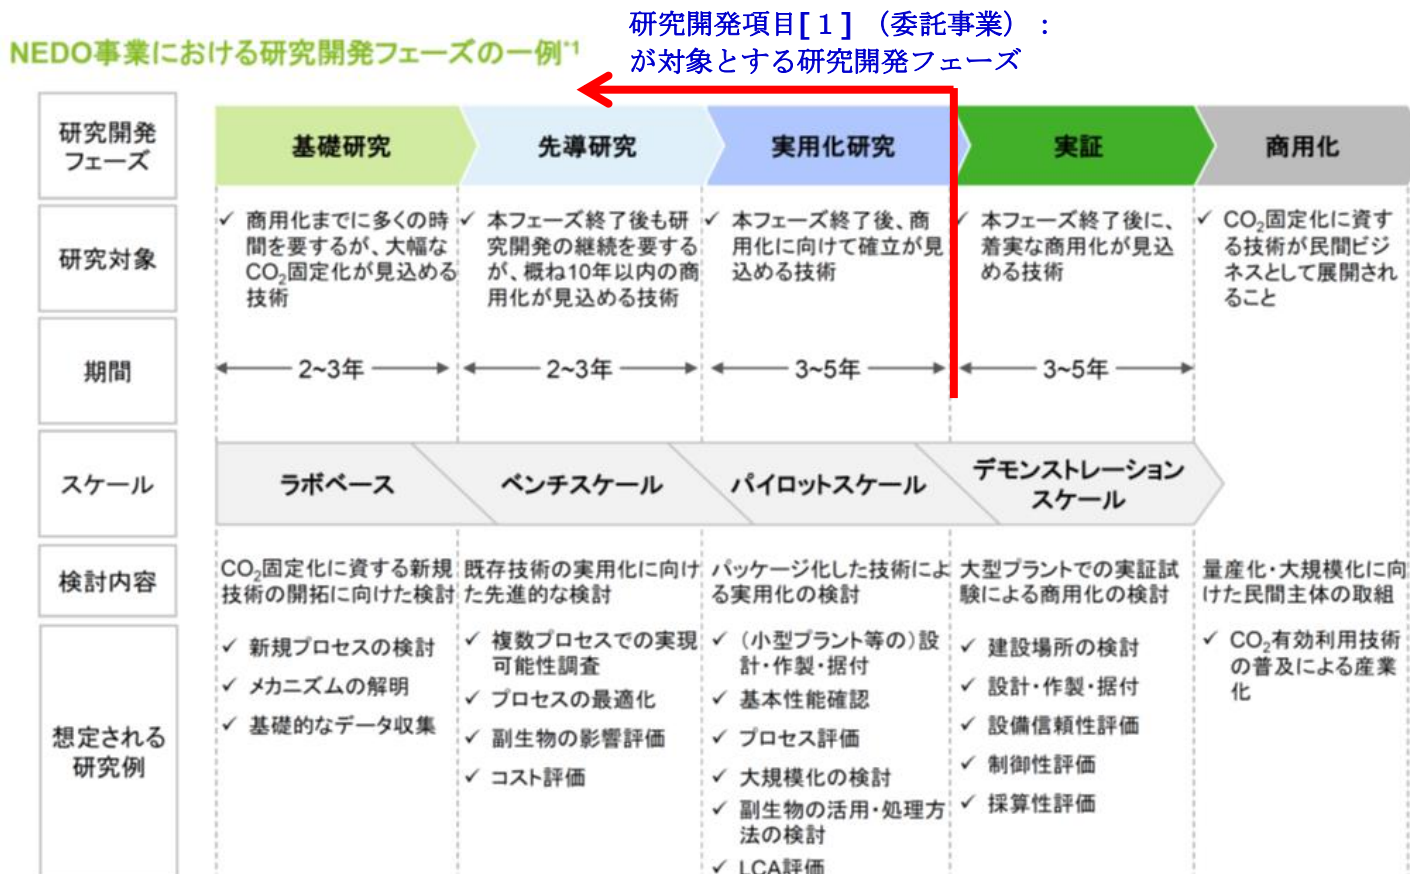 研究開発項目[１] （委託事業）：
が対象とする研究開発フェーズ
NEDO事業における研究開発フェーズの一例*1
研究開発
フェーズ
基礎研究
先導研究
実用化研究
実証
商用化
研究対象
✓ 商用化までに多くの時
間を要するが、大幅な
CO2固定化が見込める
技術
✓ 本フェーズ終了後も研
究開発の継続を要する
が、概ね10年以内の商
用化が見込める技術
✓ 本フェーズ終了後、商
用化に向けて確立が見
込める技術
✓ 本フェーズ終了後に、
着実な商用化が見込
める技術
✓ CO2固定化に資す
る技術が民間ビジ
ネスとして展開され
ること
期間
2~3年
2~3年
3~5年
3~5年
スケール
ラボベース
ベンチスケール
パイロットスケール
デモンストレーション
スケール
検討内容
CO2固定化に資する新規
技術の開拓に向けた検討
既存技術の実用化に向け
た先進的な検討
パッケージ化した技術によ
る実用化の検討
大型プラントでの実証試
験による商用化の検討
量産化・大規模化に向
けた民間主体の取組
想定される
研究例
✓ 新規プロセスの検討
✓ メカニズムの解明
✓ 基礎的なデータ収集
✓ 複数プロセスでの実現
可能性調査
✓ プロセスの最適化
✓ 副生物の影響評価
✓ コスト評価
✓ （小型プラント等の）設
計・作製・据付
✓ 基本性能確認
✓ プロセス評価
✓ 大規模化の検討
✓ 副生物の活用・処理方
法の検討
✓ LCA評価
✓ 建設場所の検討
✓ 設計・作製・据付
✓ 設備信頼性評価
✓ 制御性評価
✓ 採算性評価
✓ CO2有効利用技術
の普及による産業
化